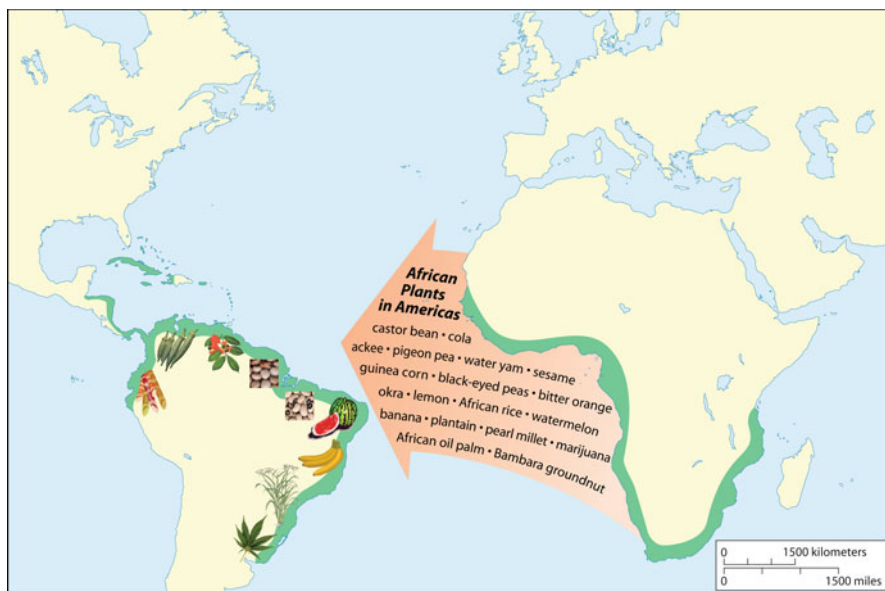 African
Plants
in Americas
castor bean • cola
ackee • pigeon pea • water yam • sesame
guinea corn • black-eyed peas • bitter orange
okra • lemon • African rice • watermelon
banana • plantain • pearl millet • marijuana
African oil palm • Bambara groundnut
0 1500 kilometers
0 1500 miles